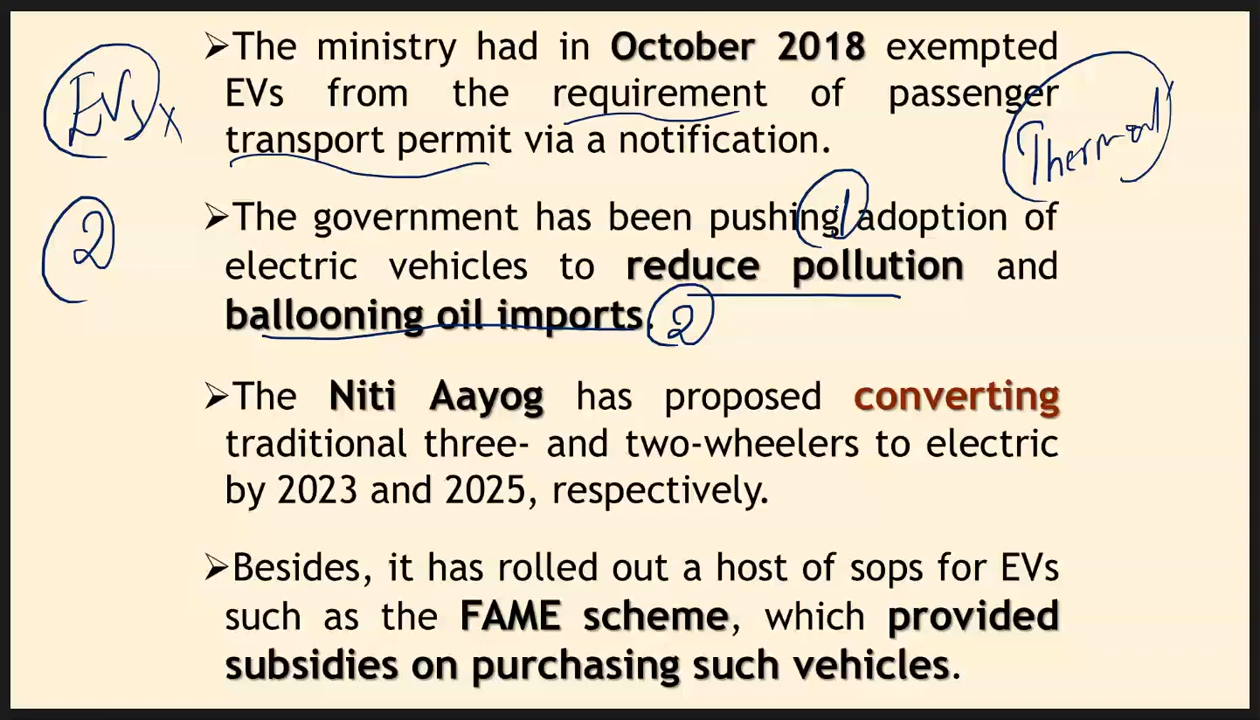 ➢The ministry had in October 2018 exempted
EVs from the requirement of passenger
transport permit via a notification.
EVs x
Thermal
➢The government has been pushing adoption of
electric vehicles to reduce pollution and
ballooning oil imports.
1
2
2
➢The Niti Aayog has proposed converting
traditional three- and two-wheelers to electric
by 2023 and 2025, respectively.
➢Besides, it has rolled out a host of sops for EVs
such as the FAME scheme, which provided
subsidies on purchasing such vehicles.